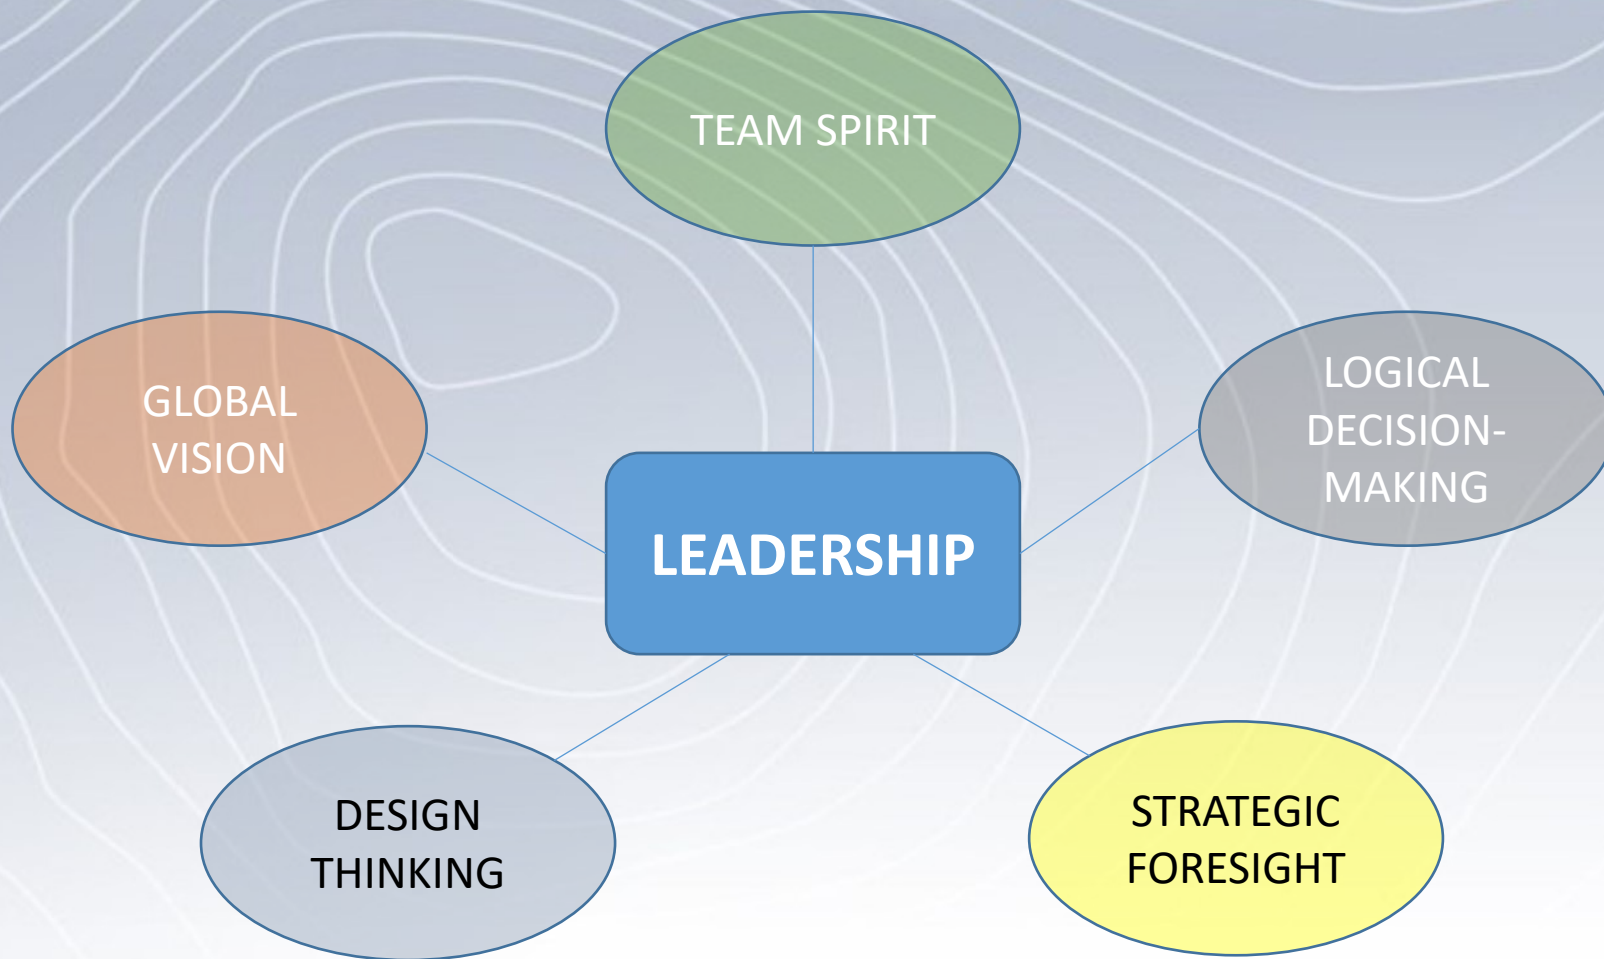 TEAM SPIRIT
GLOBAL
VISION
LOGICAL
DECISION-
MAKING
LEADERSHIP
DESIGN
THINKING
STRATEGIC
FORESIGHT